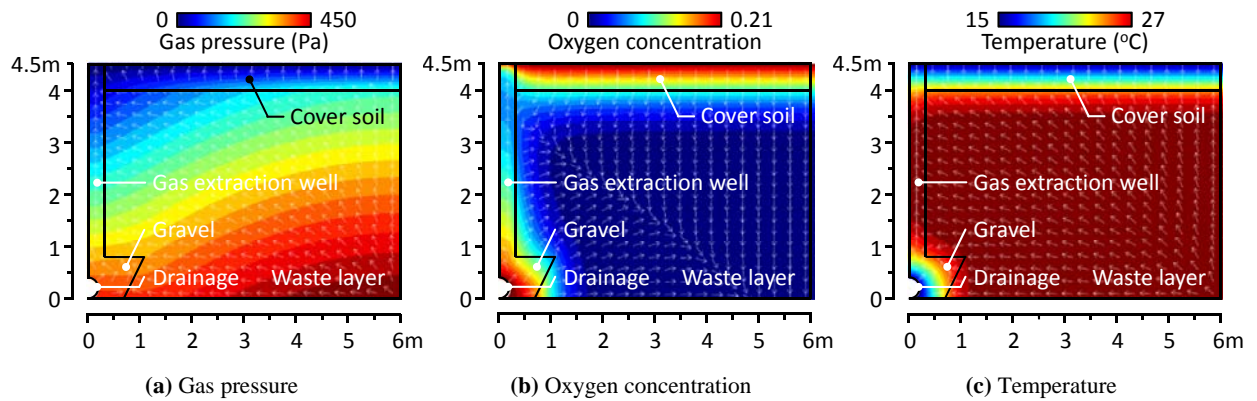 0 450
Gas pressure (Pa)
4.5m
4
3
2
1
0
Cover soil
Gas extraction well
Gravel
Drainage Waste layer
0 1 2 3 4 5 6m
(a) Gas pressure
0 0.21
Oxygen concentration
4.5m
4
3
2
1
0
Cover soil
Gas extraction well
Gravel
Drainage Waste layer
0 1 2 3 4 5 6m
(b) Oxygen concentration
15 27
Temperature (°C)
4.5m
4
3
2
1
0
Cover soil
Gas extraction well
Gravel
Drainage Waste layer
0 1 2 3 4 5 6m
(c) Temperature